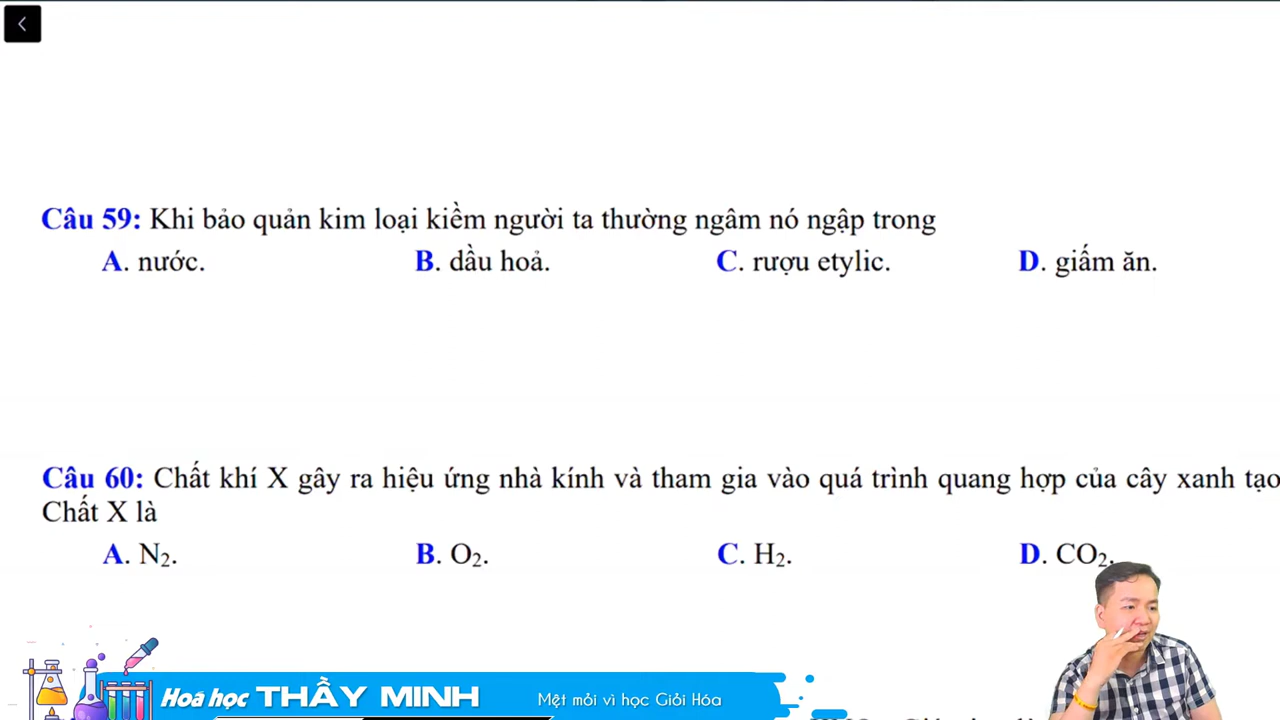 Câu 59: Khi bảo quản kim loại kiềm người ta thường ngâm nó ngập trong
A. nước. B. dầu hoả. C. rượu etylic. D. giấm ăn.
Câu 60: Chất khí X gây ra hiệu ứng nhà kính và tham gia vào quá trình quang hợp của cây xanh tạo
Chất X là
A. N₂. B. O₂. C. H₂. D. CO₂.
Hoá học THẦY MINH
Mệt mỏi vì học Giỏi Hóa